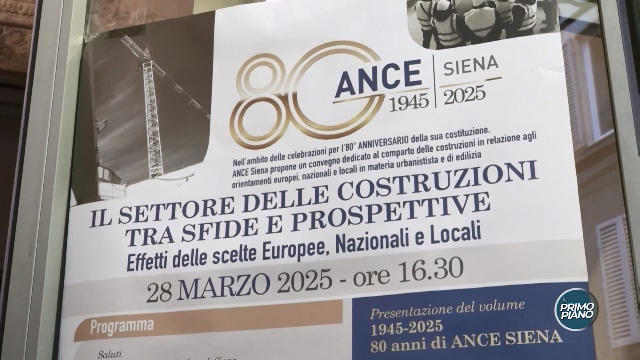 80 ANCE SIENA
1945 2025
Nell'ambito delle celebrazioni per l'80° ANNIVERSARIO della sua costituzione,
ANCE Siena propone un convegno dedicato al comparto delle costruzioni in relazione agli
orientamenti europei, nazionali e locali in materia urbanistista e di edilizia
IL SETTORE DELLE COSTRUZIONI
TRA SFIDE E PROSPETTIVE
Effetti delle scelte Europee, Nazionali e Locali
28 MARZO 2025 - ore 16.30
Programma
Saluti
Presentazione del volume
1945-2025
80 anni di ANCE SIENA
PRIMO
PIANO